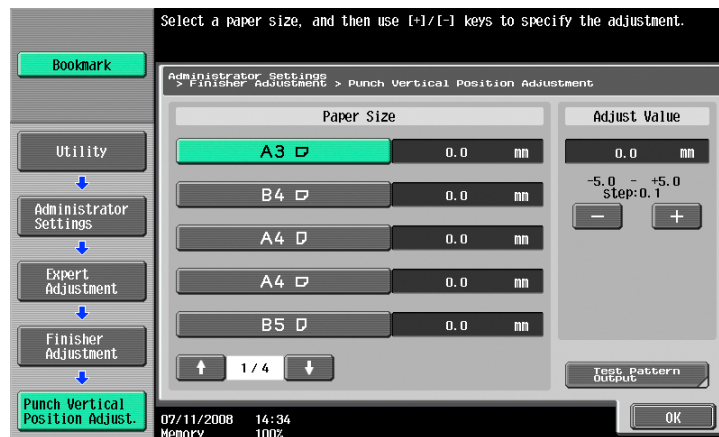 Select a paper size, and then use [+]/[-] keys to specify the adjustment.
Bookmark
Administrator Settings
> Finisher Adjustment > Punch Vertical Position Adjustment
Paper Size
Adjust Value
Utility
A3
0.0 mm
0.0 mm
-5.0 - +5.0
step:0.1
− +
B4
0.0 mm
Administrator
Settings
A4
0.0 mm
Expert
Adjustment
A4
0.0 mm
B5
0.0 mm
Finisher
Adjustment
↑ 1/4 ↓
Test Pattern
Output
Punch Vertical
Position Adjust.
07/11/2008 14:34
Memory 100%
OK